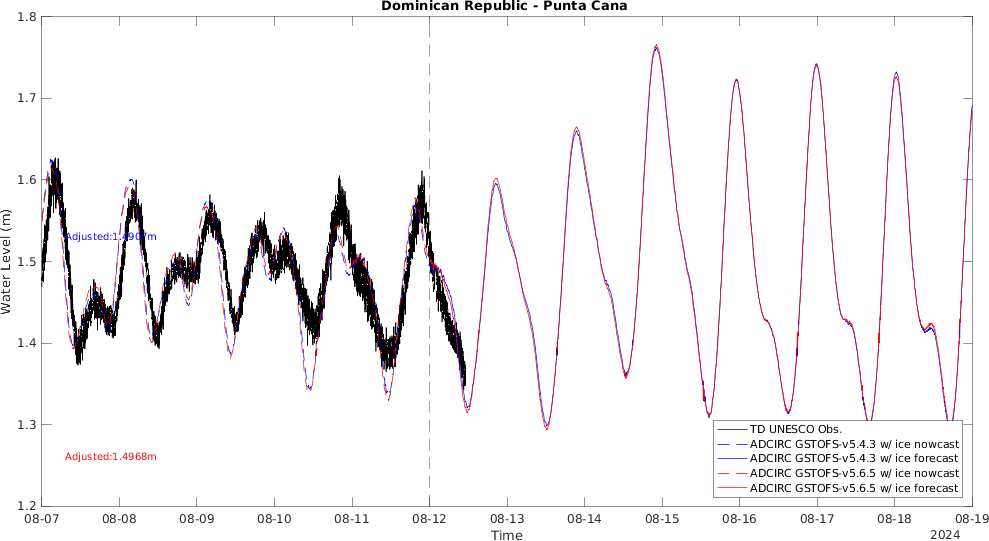 Dominican Republic - Punta Cana
1.8
1.7
1.6
1.5
1.4
1.3
1.2
Water Level (m)
Adjusted:1.4907m
Adjusted:1.4968m
TD UNESCO Obs.
ADCIRC GSTOFS-v5.4.3 w/ ice nowcast
ADCIRC GSTOFS-v5.4.3 w/ ice forecast
ADCIRC GSTOFS-v5.6.5 w/ ice nowcast
ADCIRC GSTOFS-v5.6.5 w/ ice forecast
08-07 08-08 08-09 08-10 08-11 08-12 08-13 08-14 08-15 08-16 08-17 08-18 08-19
Time
2024